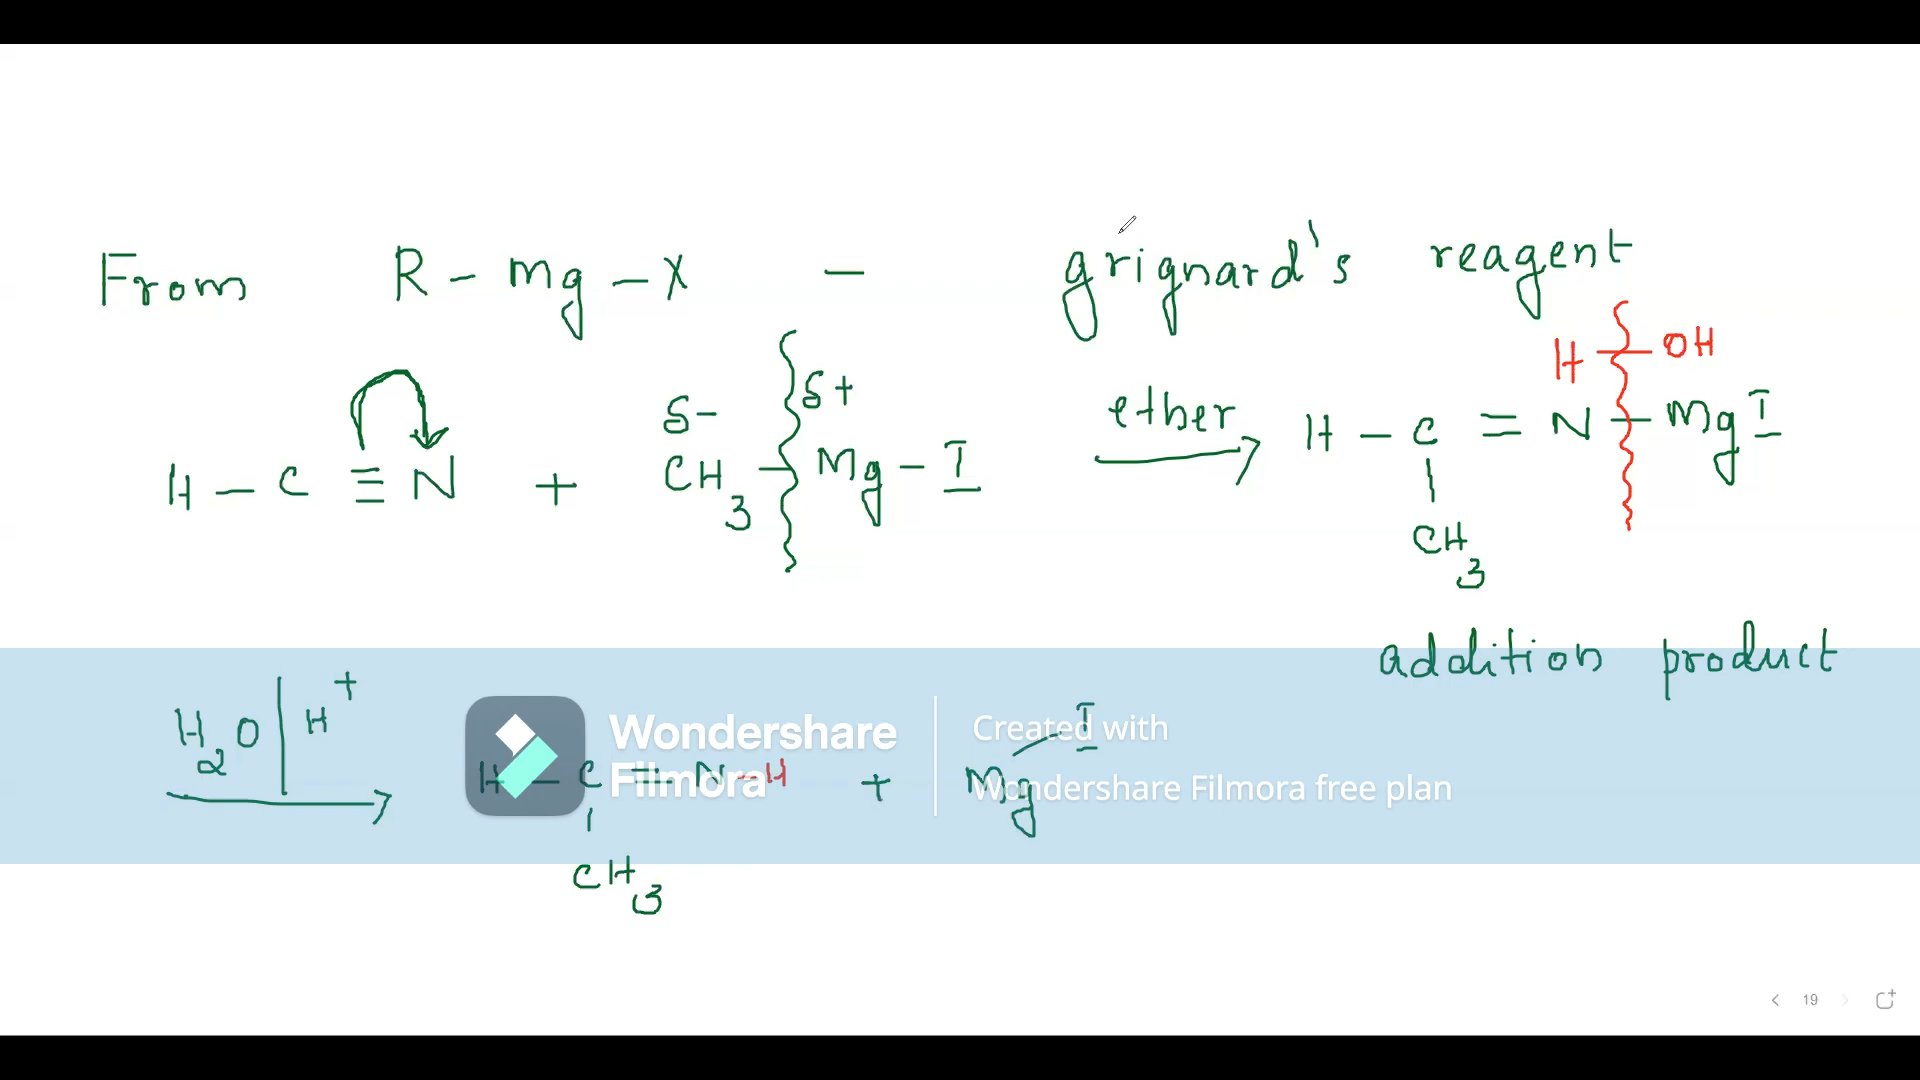 From R - Mg - X - grignard's reagent
H OH
δ- δ+
H - C ≡ N + CH3 - Mg - I ether H - C = N - MgI
CH3
addition product
H2O | H+
H - C = N - H + Mg I
CH3
Wondershare
Filmora
Created with
Wondershare Filmora free plan
19